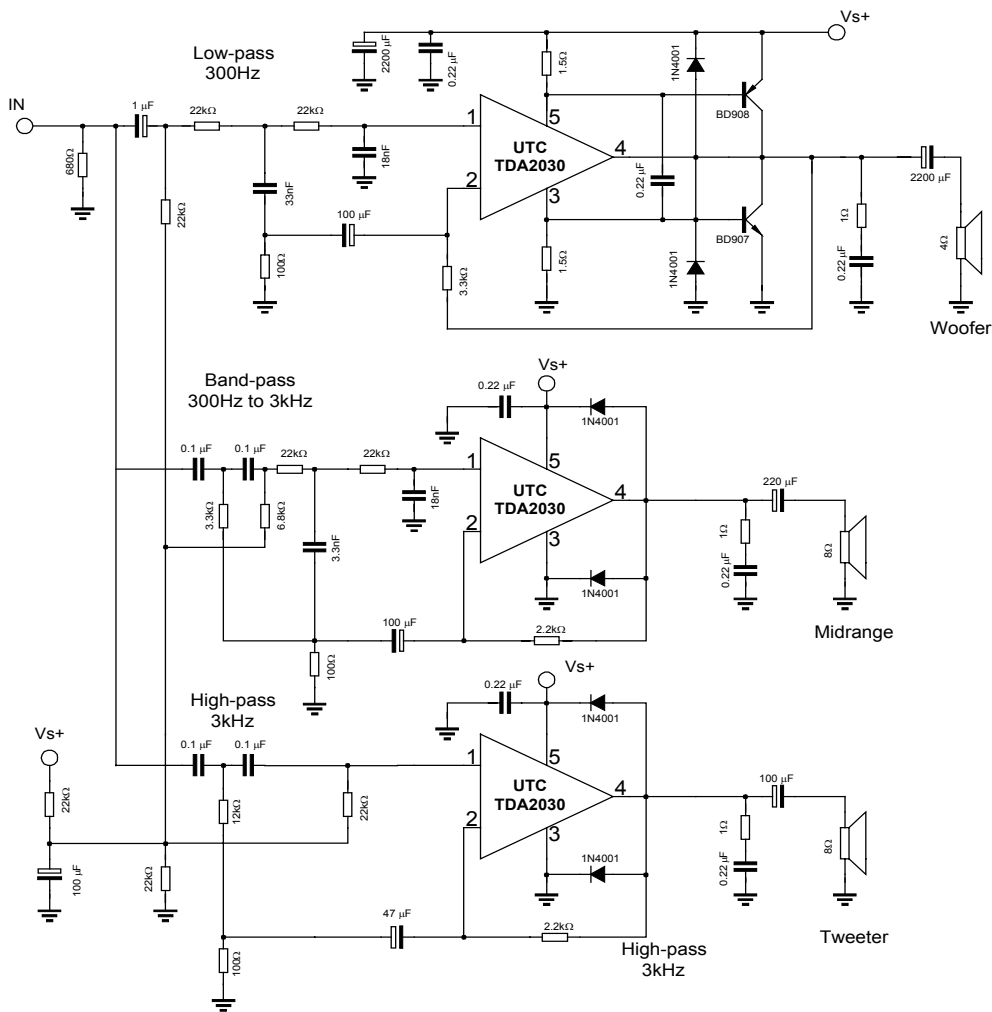 Vs+
2200 µF
0.22 µF
1.5Ω
1N4001
Low-pass
300Hz
IN
1 µF
22kΩ
22kΩ
1
5
BD908
UTC
TDA2030
4
680Ω
18nF
2
33nF
0.22 µF
2200 µF
3
22kΩ
100 µF
BD907
1Ω
4Ω
100Ω
3.3kΩ
1.5Ω
1N4001
0.22 µF
Woofer
Vs+
Band-pass
300Hz to 3kHz
0.22 µF
1N4001
0.1 µF
0.1 µF
22kΩ
22kΩ
1
5
UTC
TDA2030
4
220 µF
3.3kΩ
6.8kΩ
18nF
2
3
3.3nF
1Ω
8Ω
0.22 µF
1N4001
100 µF
2.2kΩ
Midrange
100Ω
Vs+
High-pass
3kHz
0.22 µF
1N4001
Vs+
0.1 µF
0.1 µF
1
5
UTC
TDA2030
4
100 µF
22kΩ
12kΩ
22kΩ
2
3
1Ω
8Ω
100 µF
22kΩ
1N4001
0.22 µF
47 µF
2.2kΩ
High-pass
3kHz
Tweeter
100Ω